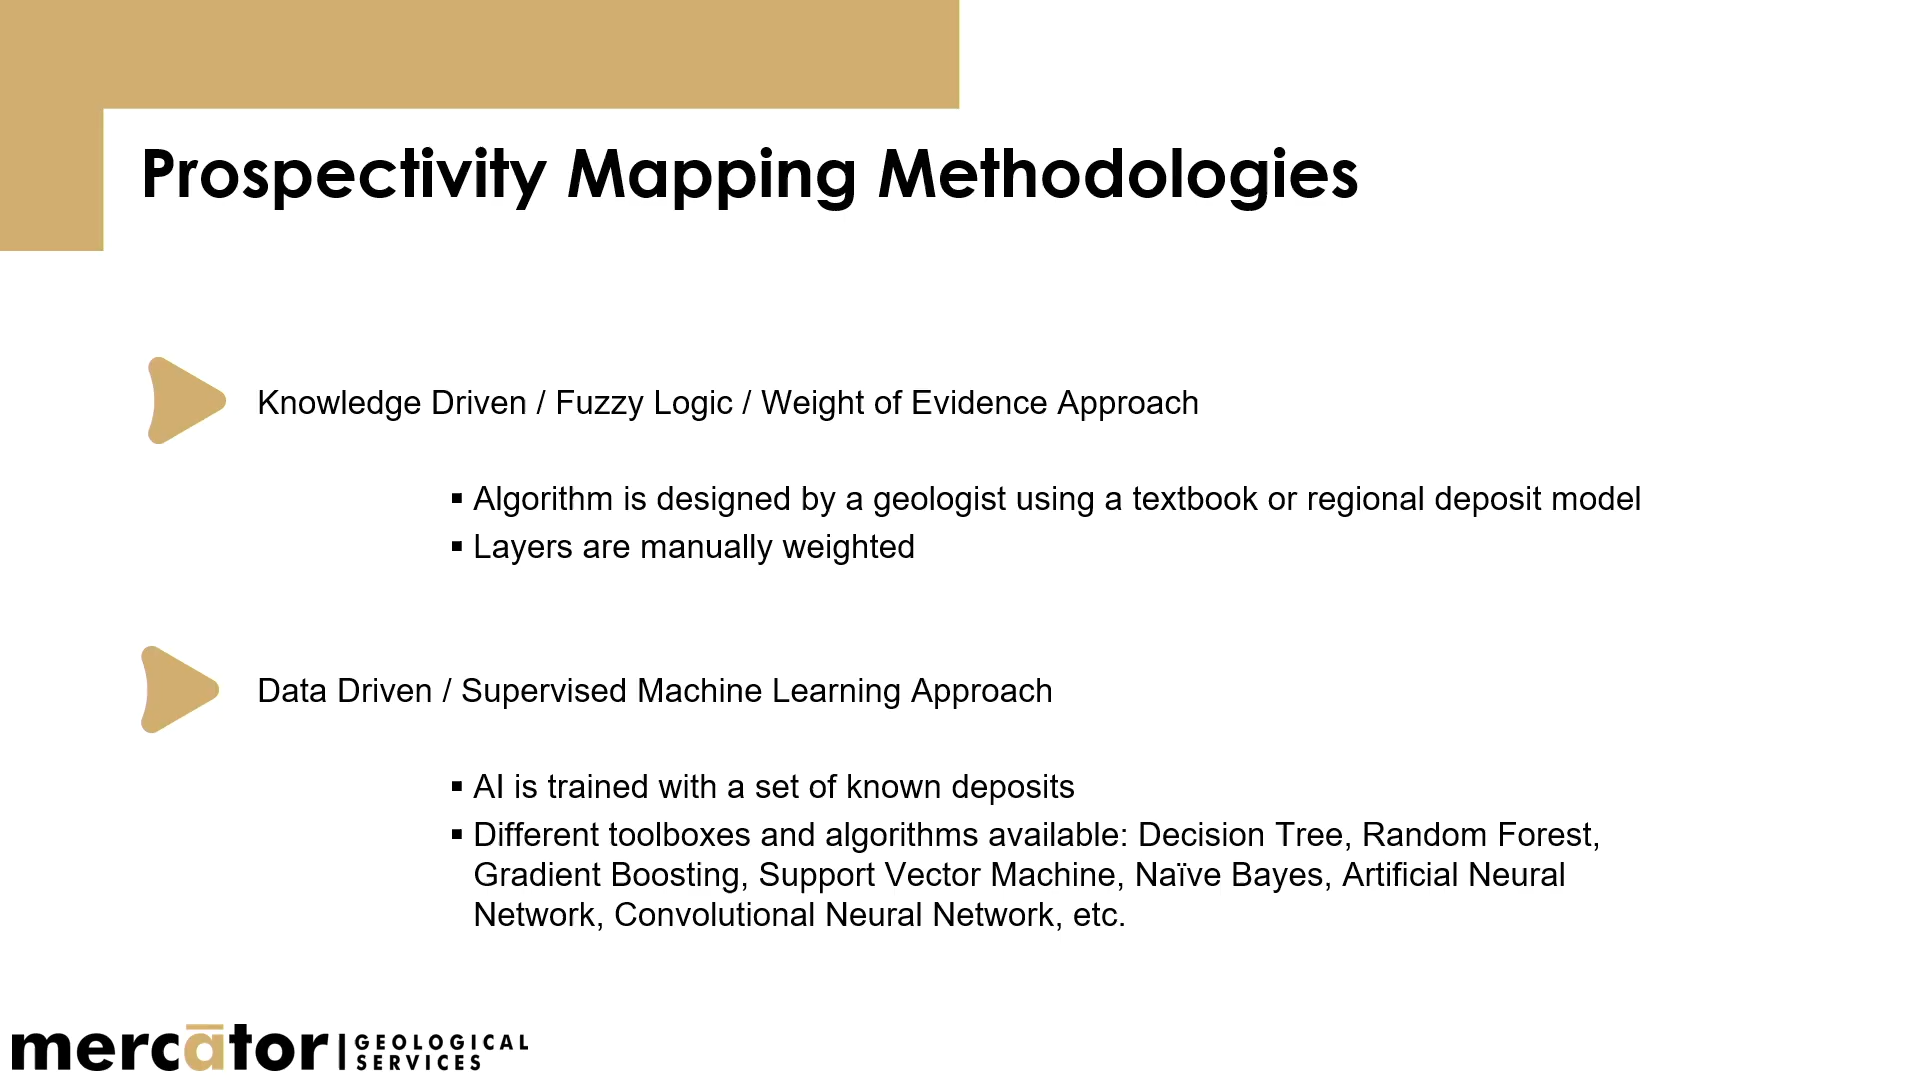 Prospectivity Mapping Methodologies
Knowledge Driven / Fuzzy Logic / Weight of Evidence Approach
▪ Algorithm is designed by a geologist using a textbook or regional deposit model
▪ Layers are manually weighted
Data Driven / Supervised Machine Learning Approach
▪ AI is trained with a set of known deposits
▪ Different toolboxes and algorithms available: Decision Tree, Random Forest,
Gradient Boosting, Support Vector Machine, Naïve Bayes, Artificial Neural
Network, Convolutional Neural Network, etc.
mercātor | GEOLOGICAL
SERVICES